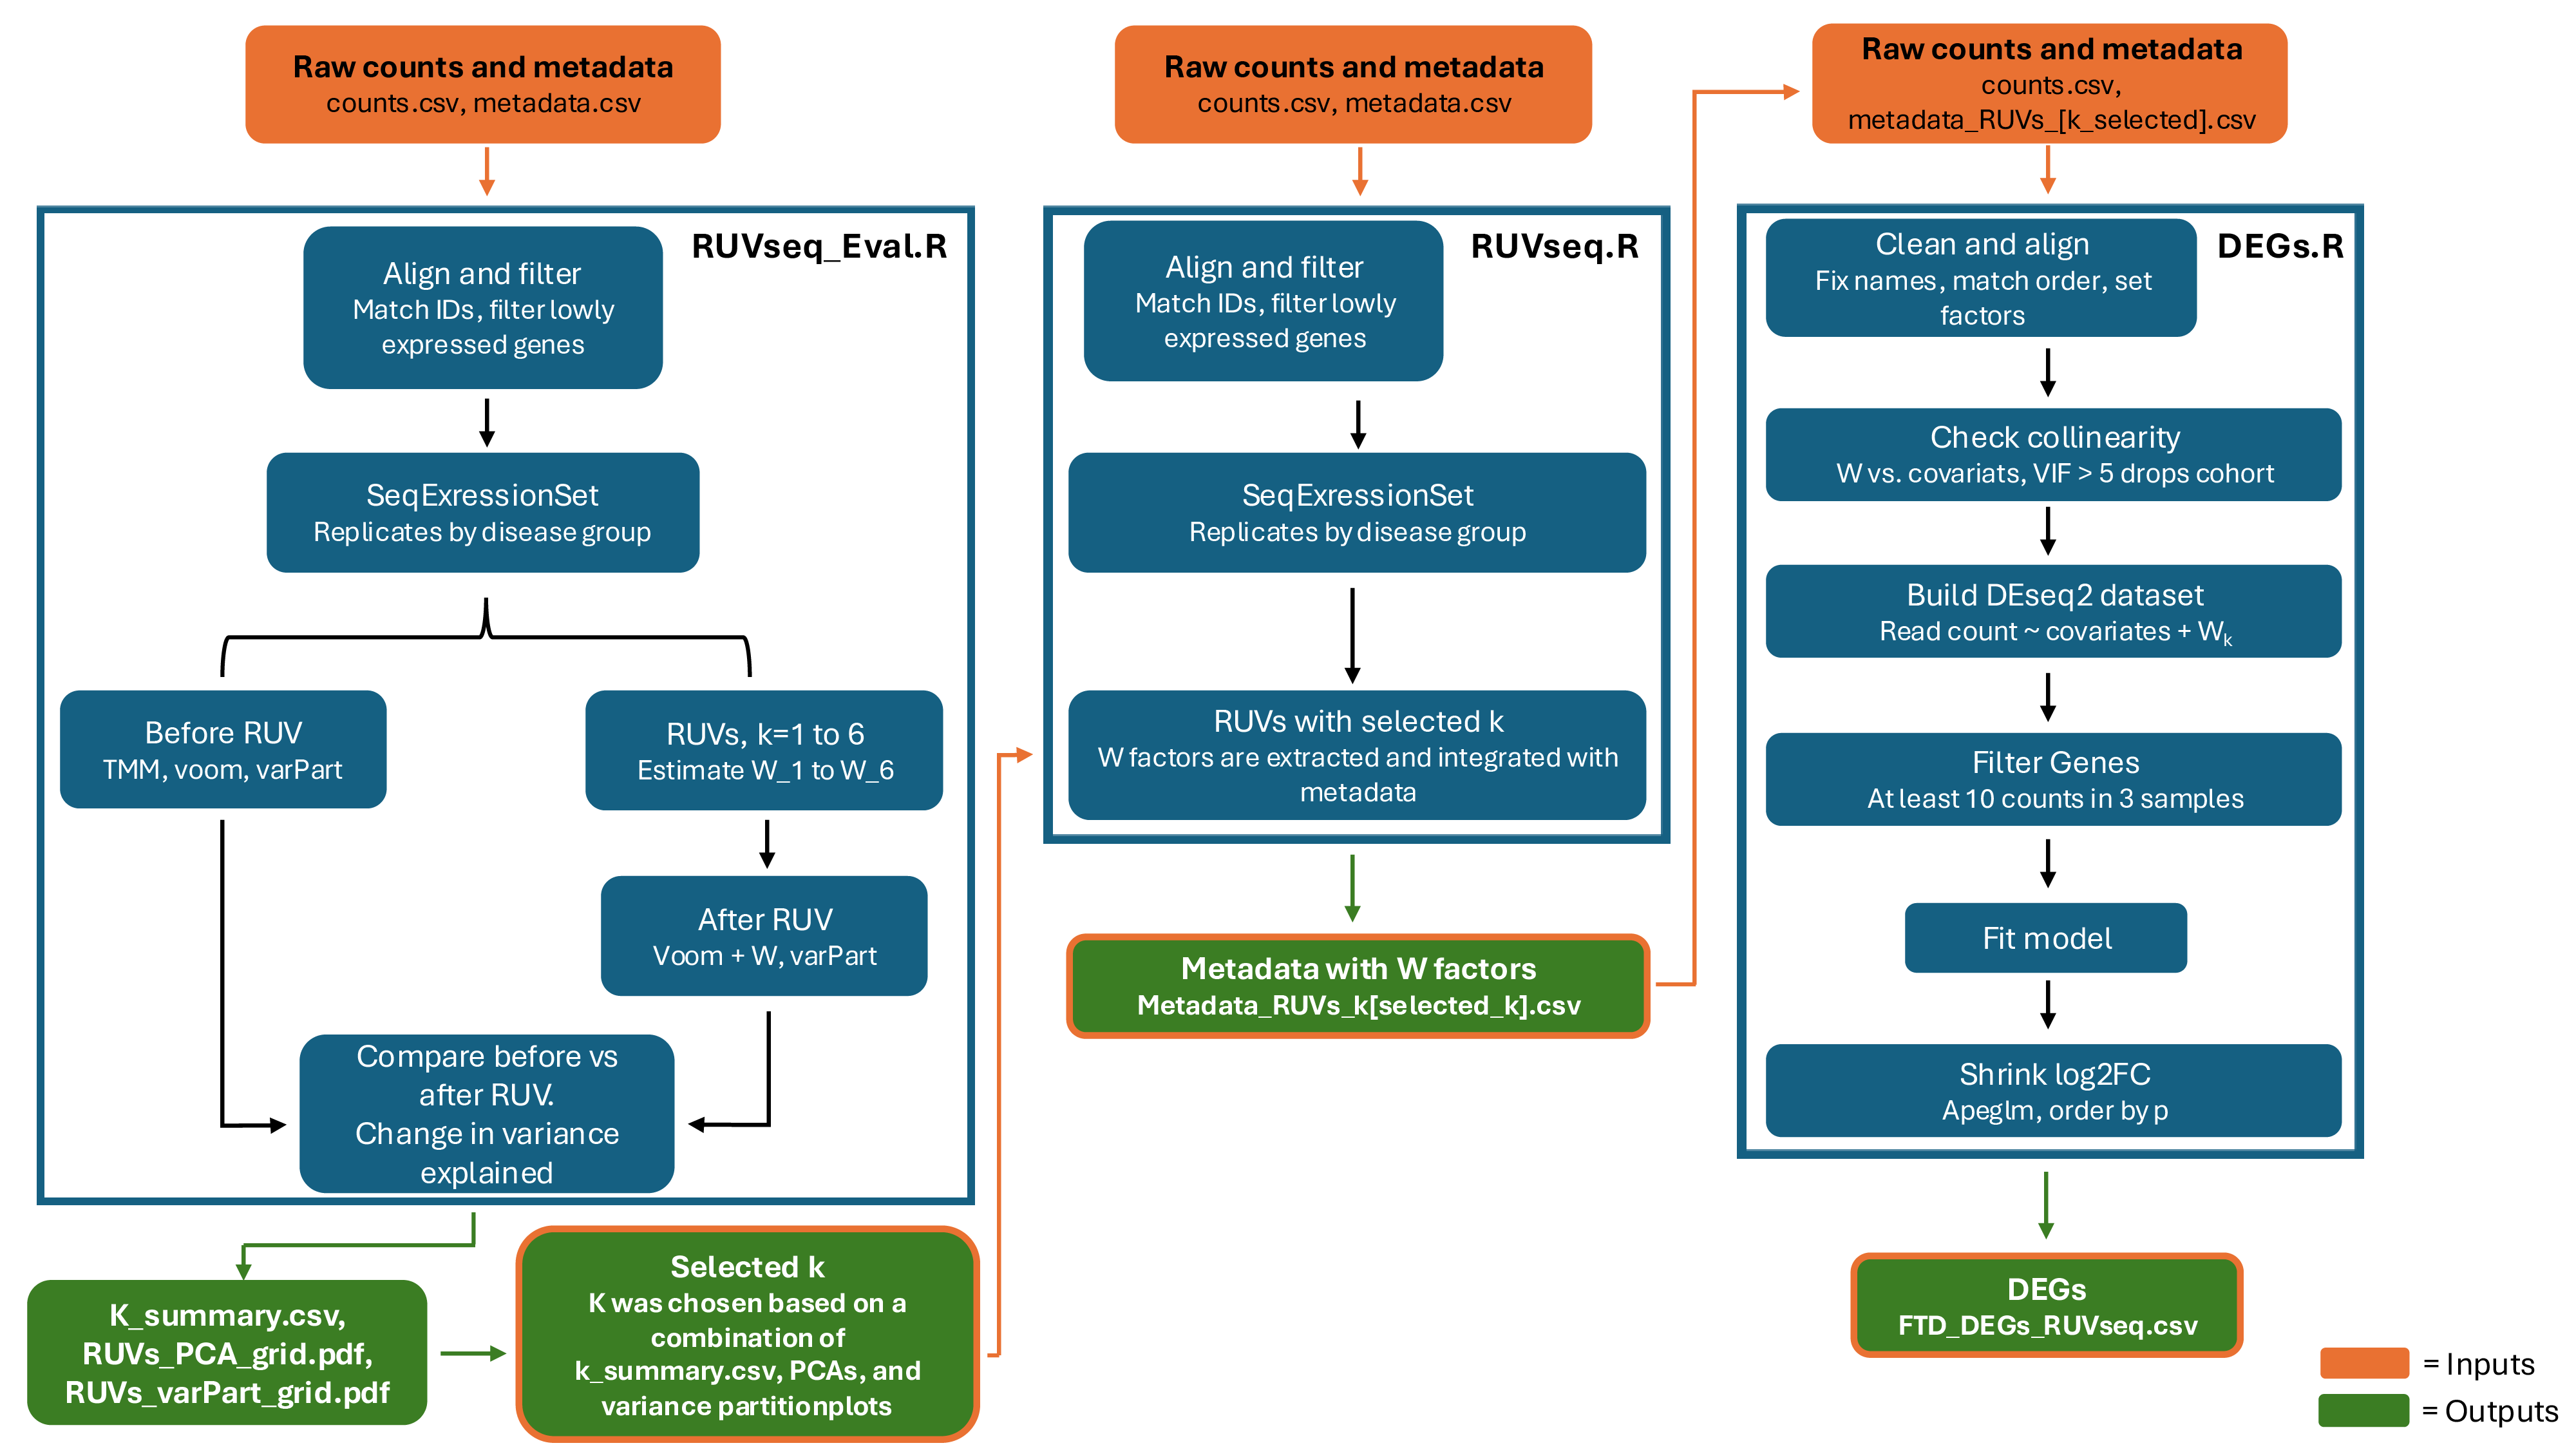 Raw counts and metadata
counts.csv, metadata.csv
RUVseq_Eval.R
Align and filter
Match IDs, filter lowly
expressed genes
SeqExressionSet
Replicates by disease group
Before RUV
TMM, voom, varPart
RUVs, k=1 to 6
Estimate W_1 to W_6
After RUV
Voom + W, varPart
Compare before vs
after RUV.
Change in variance
explained
K_summary.csv,
RUVs_PCA_grid.pdf,
RUVs_varPart_grid.pdf
Selected k
K was chosen based on a
combination of
k_summary.csv, PCAs, and
variance partitionplots
Raw counts and metadata
counts.csv, metadata.csv
RUVseq.R
Align and filter
Match IDs, filter lowly
expressed genes
SeqExressionSet
Replicates by disease group
RUVs with selected k
W factors are extracted and integrated with
metadata
Metadata with W factors
Metadata_RUVs_k[selected_k].csv
Raw counts and metadata
counts.csv,
metadata_RUVs_[k_selected].csv
DEGs.R
Clean and align
Fix names, match order, set
factors
Check collinearity
W vs. covariats, VIF > 5 drops cohort
Build DEseq2 dataset
Read count ~ covariates + Wk
Filter Genes
At least 10 counts in 3 samples
Fit model
Shrink log2FC
Apeglm, order by p
DEGs
FTD_DEGs_RUVseq.csv
= Inputs
= Outputs